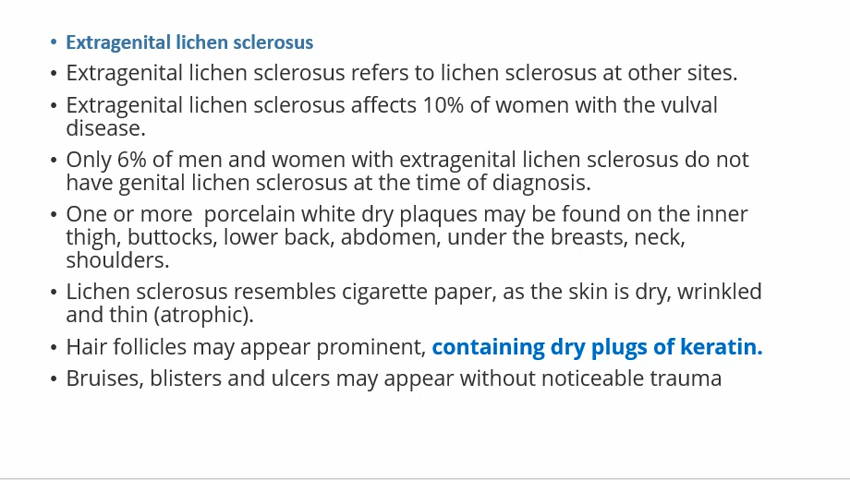 • Extragenital lichen sclerosus
• Extragenital lichen sclerosus refers to lichen sclerosus at other sites.
• Extragenital lichen sclerosus affects 10% of women with the vulval
disease.
• Only 6% of men and women with extragenital lichen sclerosus do not
have genital lichen sclerosus at the time of diagnosis.
• One or more  porcelain white dry plaques may be found on the inner
thigh, buttocks, lower back, abdomen, under the breasts, neck,
shoulders.
• Lichen sclerosus resembles cigarette paper, as the skin is dry, wrinkled
and thin (atrophic).
• Hair follicles may appear prominent, containing dry plugs of keratin.
• Bruises, blisters and ulcers may appear without noticeable trauma